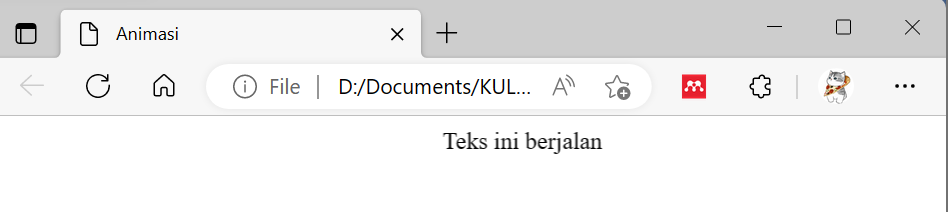 Animasi
File
D:/Documents/KUL...
Teks ini berjalan